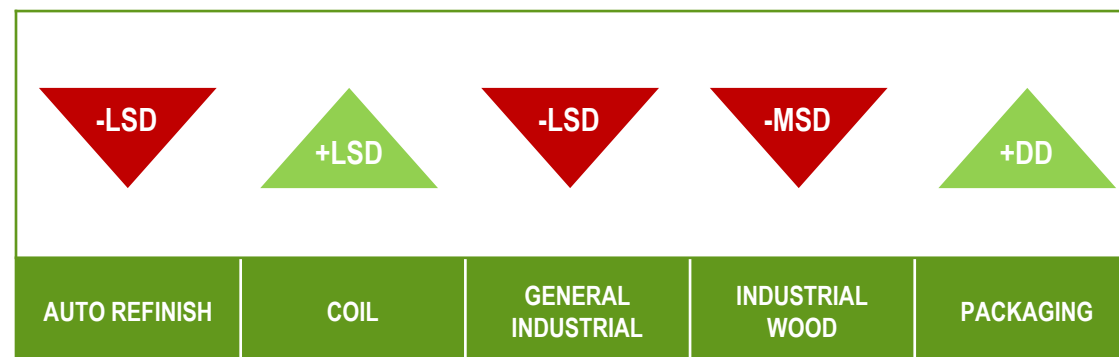 -LSD
+LSD
-LSD
-MSD
+DD
AUTO REFINISH
COIL
GENERAL
INDUSTRIAL
INDUSTRIAL
WOOD
PACKAGING